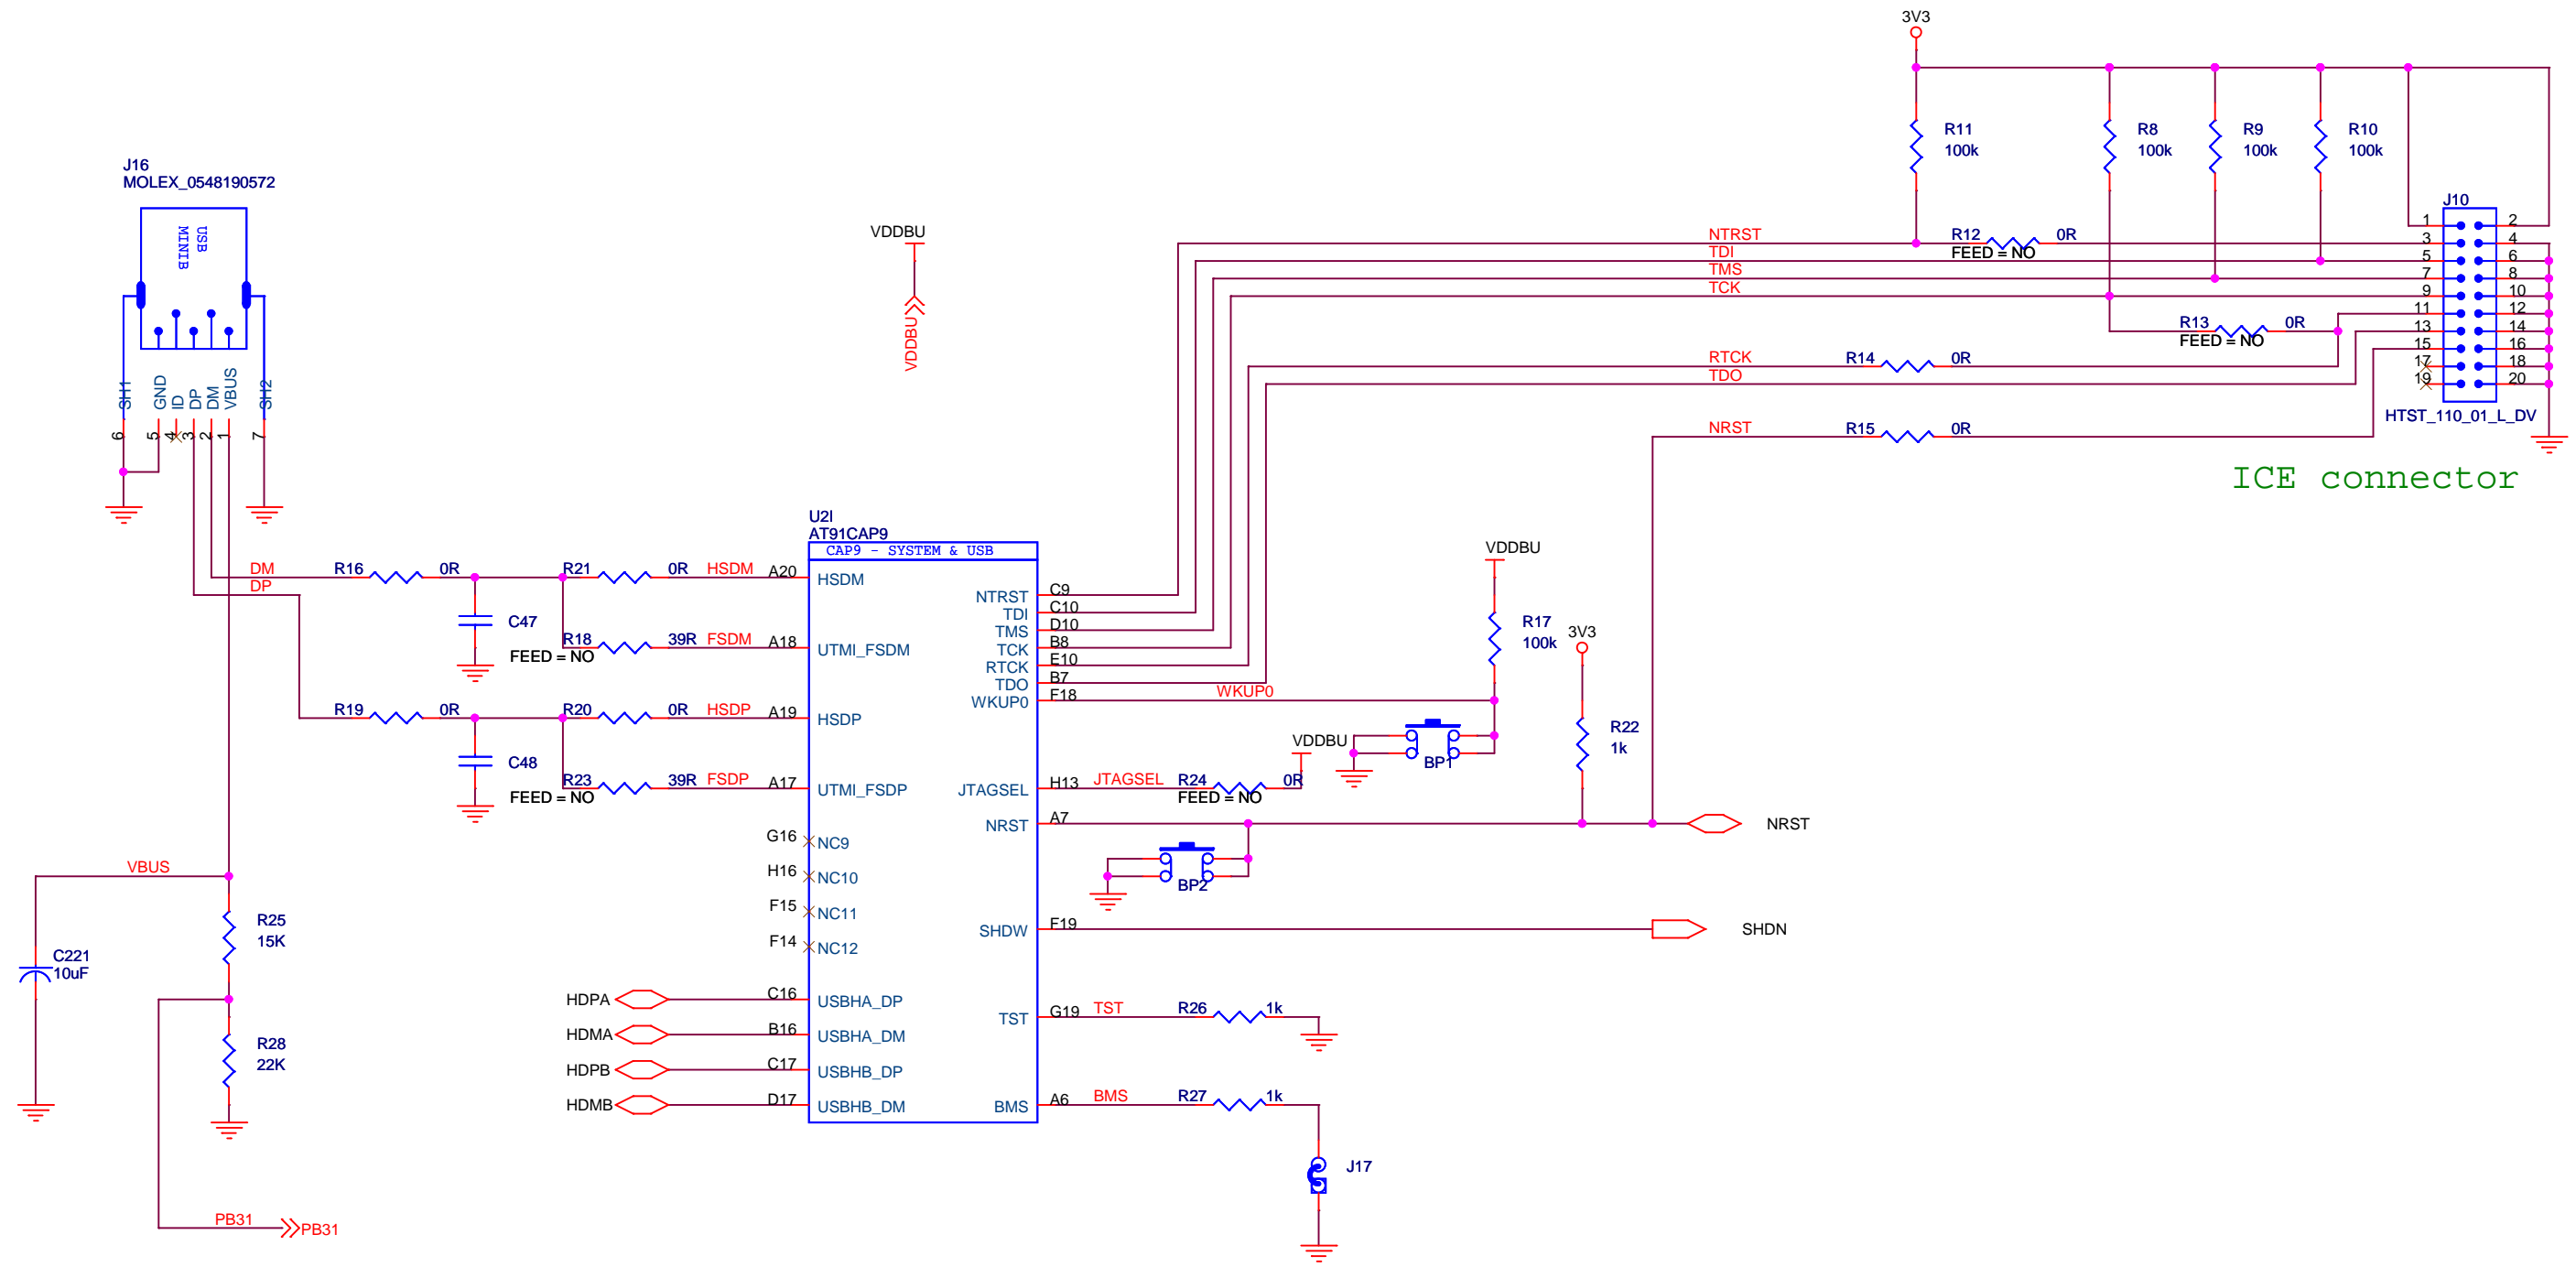 3V3
R11
100k
R8
100k
R9
100k
R10
100k
J16
MOLEX_0548190572
USB
MINIB
SH1
GND
ID
DP
DM
VBUS
SH2
6
5
4
3
2
1
7
VDDBU
VDDBU
J10
1 2
3 4
5 6
7 8
9 10
11 12
13 14
15 16
17 18
19 20
HTST_110_01_L_DV
NTRST R12 0R
FEED = NO
TDI
TMS
TCK
R13 0R
FEED = NO
RTCK R14 0R
TDO
NRST R15 0R
ICE connector
U2I
AT91CAP9
CAP9 - SYSTEM & USB
DM R16 0R R21 0R HSDM A20 HSDM
DP
C47
R18 39R FSDM A18 UTMI_FSDM
FEED = NO
R19 0R R20 0R HSDP A19 HSDP
C48
R23 39R FSDP A17 UTMI_FSDP
FEED = NO
G16 NC9
H16 NC10
F15 NC11
F14 NC12
HDPA C16 USBHA_DP
HDMA B16 USBHA_DM
HDPB C17 USBHB_DP
HDMB D17 USBHB_DM
NTRST C9
TDI C10
TMS D10
TCK B8
RTCK E10
TDO B7
WKUP0 F18 WKUP0
VDDBU
R17
100k
3V3
R22
1k
BP1
VDDBU
JTAGSEL H13 JTAGSEL R24 0R
FEED = NO
NRST A7 NRST
BP2
SHDW F19 SHDN
TST G19 TST R26 1k
BMS A6 BMS R27 1k
J17
VBUS
R25
15K
C221
10uF
R28
22K
PB31 PB31